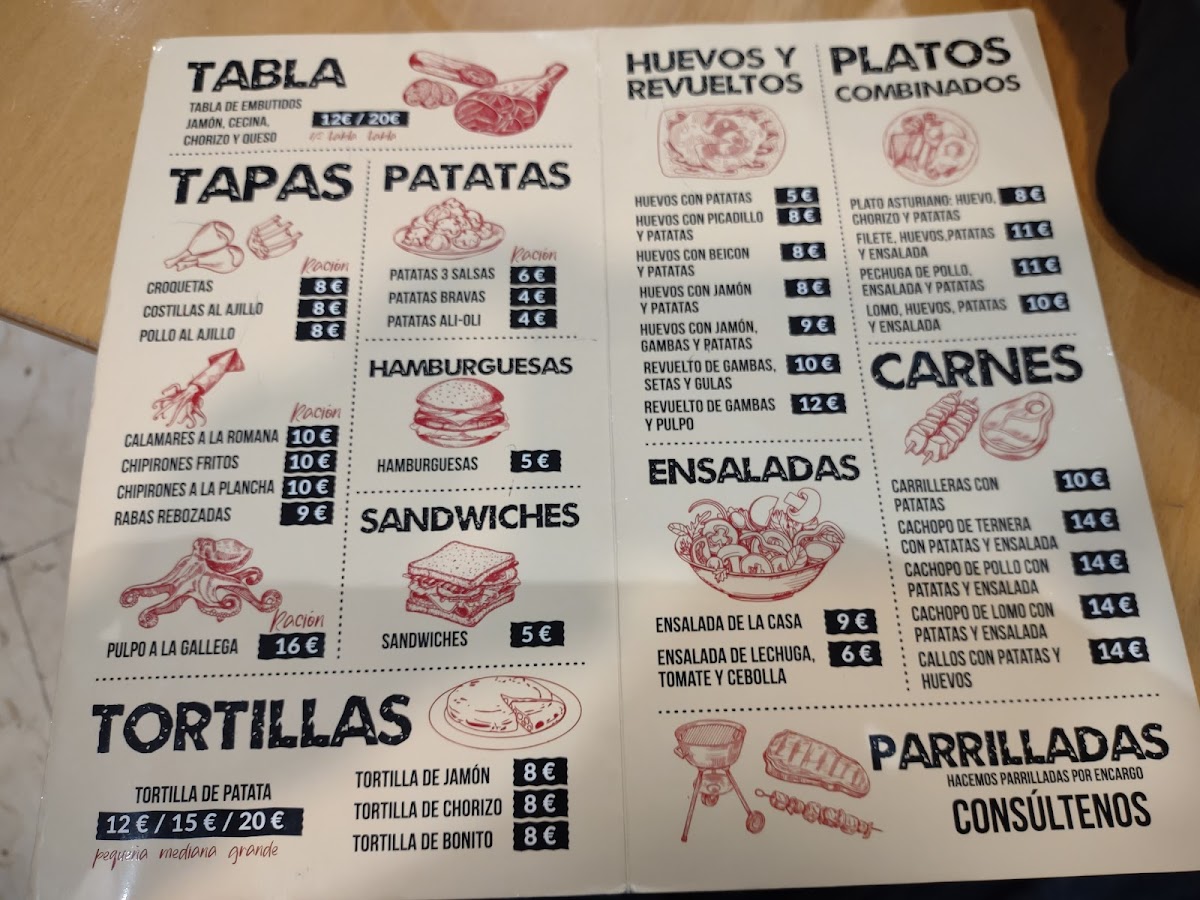 TABLA
TABLA DE EMBUTIDOS
JAMÓN, CECINA,
CHORIZO Y QUESO
12€ / 20€
1/2 tabla tabla
TAPAS
Ración
CROQUETAS 8 €
COSTILLAS AL AJILLO 8 €
POLLO AL AJILLO 8 €
Ración
CALAMARES A LA ROMANA 10 €
CHIPIRONES FRITOS 10 €
CHIPIRONES A LA PLANCHA 10 €
RABAS REBOZADAS 9 €
Ración
PULPO A LA GALLEGA 16 €
PATATAS
Ración
PATATAS 3 SALSAS 6 €
PATATAS BRAVAS 4 €
PATATAS ALI-OLI 4 €
HAMBURGUESAS
HAMBURGUESAS 5 €
SANDWICHES
SANDWICHES 5 €
TORTILLAS
TORTILLA DE PATATA
12 € / 15 € / 20 €
pequeña mediana grande
TORTILLA DE JAMÓN 8 €
TORTILLA DE CHORIZO 8 €
TORTILLA DE BONITO 8 €
HUEVOS Y
REVUELTOS
HUEVOS CON PATATAS 5 €
HUEVOS CON PICADILLO 8 €
Y PATATAS
HUEVOS CON BEICON 8 €
Y PATATAS
HUEVOS CON JAMÓN 8 €
Y PATATAS
HUEVOS CON JAMÓN, 9 €
GAMBAS Y PATATAS
REVUELTO DE GAMBAS, 10 €
SETAS Y GULAS
REVUELTO DE GAMBAS 12 €
Y PULPO
ENSALADAS
ENSALADA DE LA CASA 9 €
ENSALADA DE LECHUGA, 6 €
TOMATE Y CEBOLLA
PLATOS
COMBINADOS
PLATO ASTURIANO: HUEVO, 8 €
CHORIZO Y PATATAS
FILETE, HUEVOS,PATATAS 11 €
Y ENSALADA
PECHUGA DE POLLO, 11 €
ENSALADA Y PATATAS
LOMO, HUEVOS, PATATAS 10 €
Y ENSALADA
CARNES
CARRILLERAS CON 10 €
PATATAS
CACHOPO DE TERNERA 14 €
CON PATATAS Y ENSALADA
CACHOPO DE POLLO CON 14 €
PATATAS Y ENSALADA
CACHOPO DE LOMO CON 14 €
PATATAS Y ENSALADA
CALLOS CON PATATAS Y 14 €
HUEVOS
PARRILLADAS
HACEMOS PARRILLADAS POR ENCARGO
CONSÚLTENOS